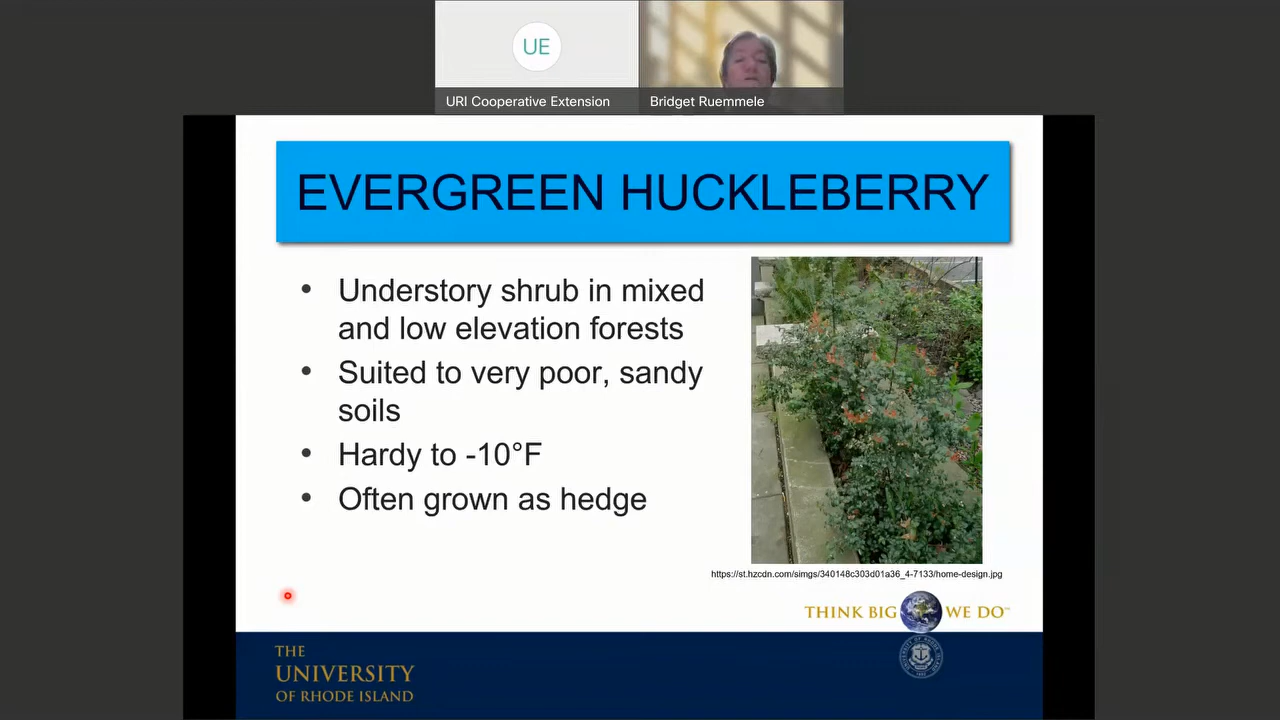 UE
URI Cooperative Extension
Bridget Ruemmele
EVERGREEN HUCKLEBERRY
• Understory shrub in mixed
and low elevation forests
• Suited to very poor, sandy
soils
• Hardy to -10°F
• Often grown as hedge
https://st.hzcdn.com/simgs/340148c303d01a36_4-7133/home-design.jpg
THINK BIG WE DO™
THE
UNIVERSITY
OF RHODE ISLAND